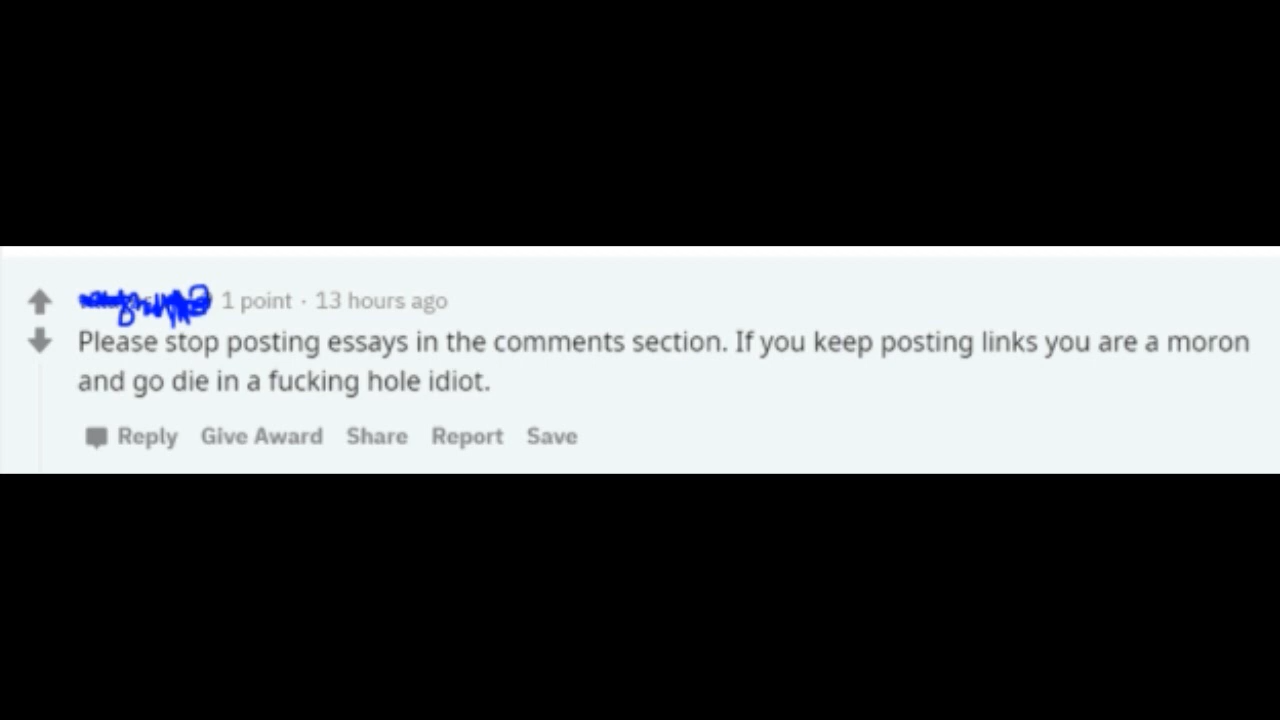 1 point · 13 hours ago
Please stop posting essays in the comments section. If you keep posting links you are a moron
and go die in a fucking hole idiot.
Reply Give Award Share Report Save